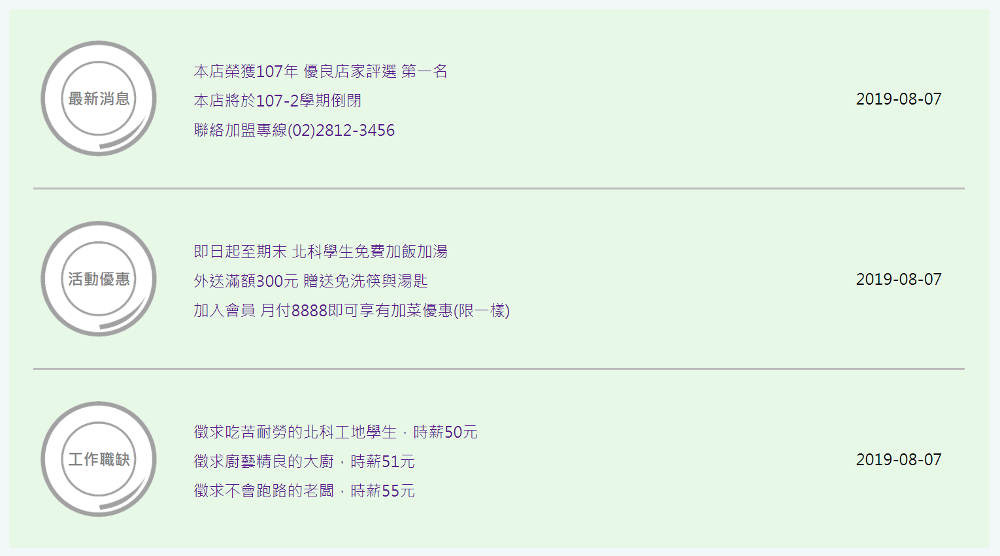 最新消息
本店榮獲107年 優良店家評選 第一名
本店將於107-2學期倒閉
聯絡加盟專線(02)2812-3456
2019-08-07
活動優惠
即日起至期末 北科學生免費加飯加湯
外送滿額300元 贈送免洗筷與湯匙
加入會員 月付8888即可享有加菜優惠(限一樣)
2019-08-07
工作職缺
徵求吃苦耐勞的北科工地學生，時薪50元
徵求廚藝精良的大廚，時薪51元
徵求不會跑路的老闆，時薪55元
2019-08-07